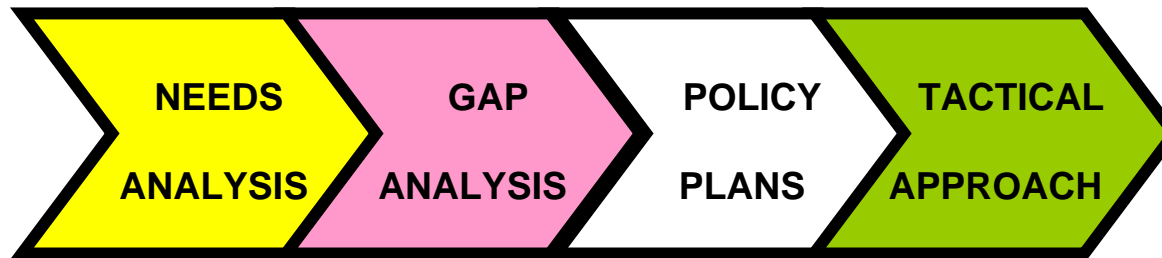 NEEDS
ANALYSIS
GAP
ANALYSIS
POLICY
PLANS
TACTICAL
APPROACH